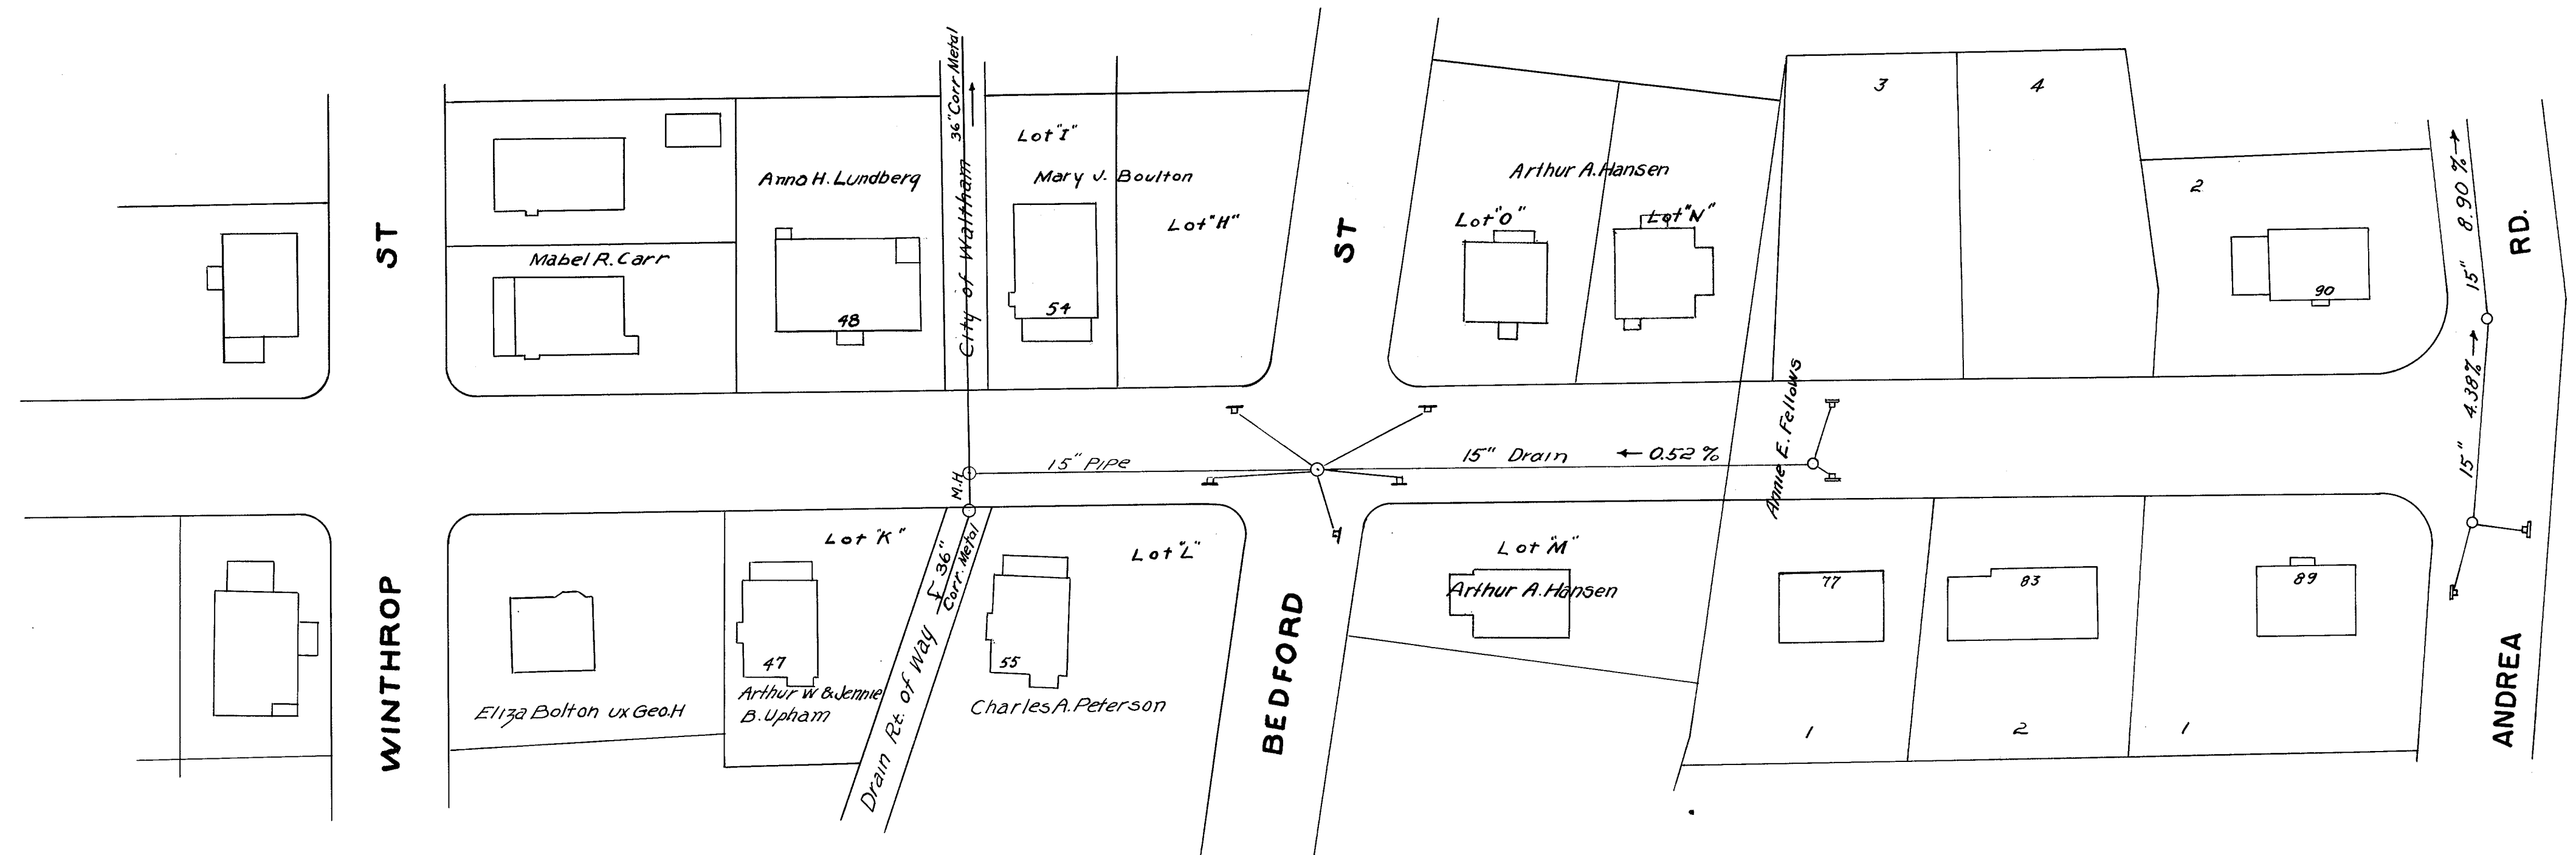 ST
WINTHROP
Mabel R. Carr
Anna H. Lundberg
48
City of Waltham 36" Corr Metal
Lot "I"
Mary J. Boulton
54
Lot "H"
ST
BEDFORD
Arthur A. Hansen
Lot "O"
Lot "N"
3
4
2
90
RD.
ANDREA
15" 8.90 %
15" 4.38%
15" Pipe
15" Drain 0.52 %
Annie E. Fellows
M.H
Eliza Bolton ux Geo. H
Lot "K"
47
Arthur W & Jennie
B. Upham
Drain Rt. of Way
36"
Corr. Metal
Lot "L"
55
Charles A. Peterson
Lot "M"
Arthur A. Hansen
77
83
89
1
2
1